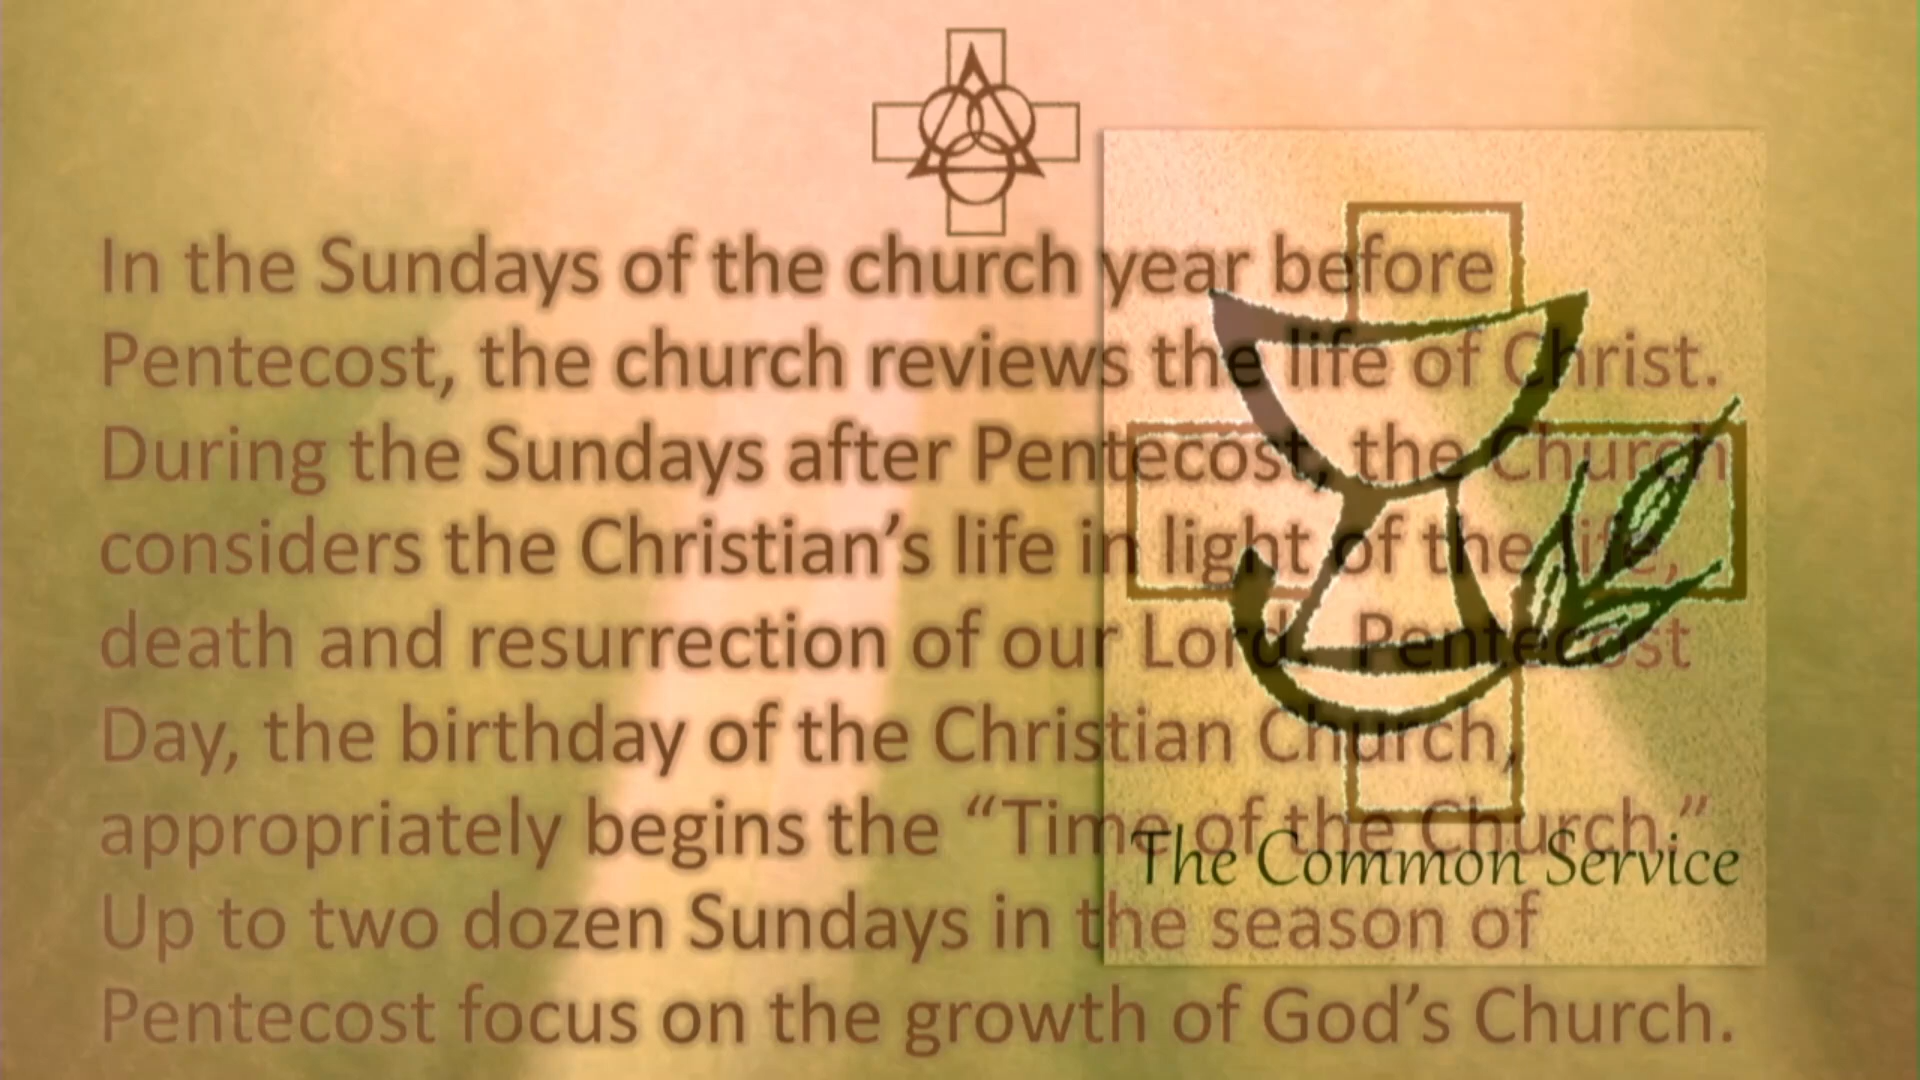 In the Sundays of the church year before
Pentecost, the church reviews the life of Christ.
During the Sundays after Pentecost, the Church
considers the Christian’s life in light of the life,
death and resurrection of our Lord. Pentecost
Day, the birthday of the Christian Church,
appropriately begins the “Time of the Church.”
Up to two dozen Sundays in the season of
Pentecost focus on the growth of God’s Church.
The Common Service